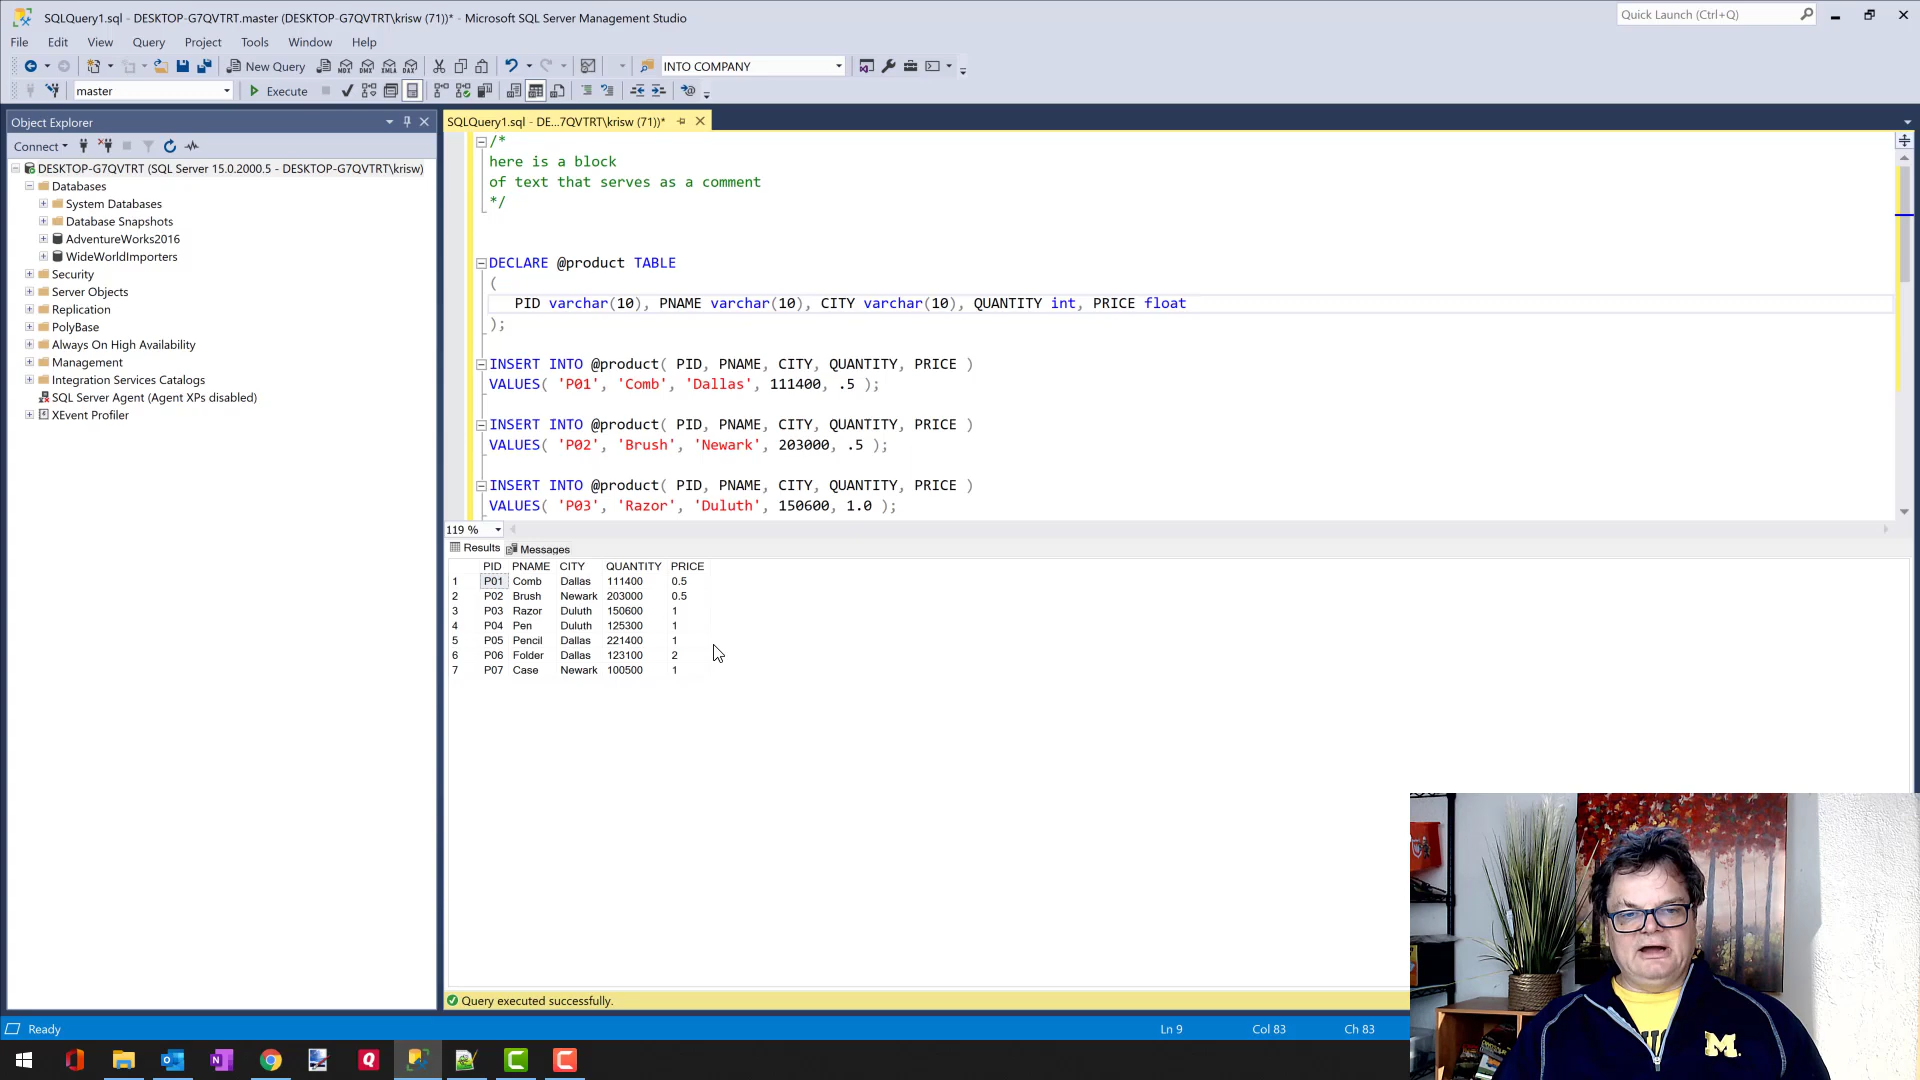 SQLQuery1.sql - DESKTOP-G7QVTRT.master (DESKTOP-G7QVTRT\krisw (71))* - Microsoft SQL Server Management Studio
Quick Launch (Ctrl+Q)
File Edit View Query Project Tools Window Help
New Query MDX DMX XMLA DAX INTO COMPANY
master Execute
Object Explorer
Connect
DESKTOP-G7QVTRT (SQL Server 15.0.2000.5 - DESKTOP-G7QVTRT\krisw)
Databases
System Databases
Database Snapshots
AdventureWorks2016
WideWorldImporters
Security
Server Objects
Replication
PolyBase
Always On High Availability
Management
Integration Services Catalogs
SQL Server Agent (Agent XPs disabled)
XEvent Profiler
SQLQuery1.sql - DE...7QVTRT\krisw (71))*
/*
here is a block
of text that serves as a comment
*/
DECLARE @product TABLE
(
PID varchar(10), PNAME varchar(10), CITY varchar(10), QUANTITY int, PRICE float
);
INSERT INTO @product( PID, PNAME, CITY, QUANTITY, PRICE )
VALUES( 'P01', 'Comb', 'Dallas', 111400, .5 );
INSERT INTO @product( PID, PNAME, CITY, QUANTITY, PRICE )
VALUES( 'P02', 'Brush', 'Newark', 203000, .5 );
INSERT INTO @product( PID, PNAME, CITY, QUANTITY, PRICE )
VALUES( 'P03', 'Razor', 'Duluth', 150600, 1.0 );
119 %
Results Messages
PID PNAME CITY QUANTITY PRICE
1 P01 Comb Dallas 111400 0.5
2 P02 Brush Newark 203000 0.5
3 P03 Razor Duluth 150600 1
4 P04 Pen Duluth 125300 1
5 P05 Pencil Dallas 221400 1
6 P06 Folder Dallas 123100 2
7 P07 Case Newark 100500 1
Query executed successfully.
Ready Ln 9 Col 83 Ch 83
M